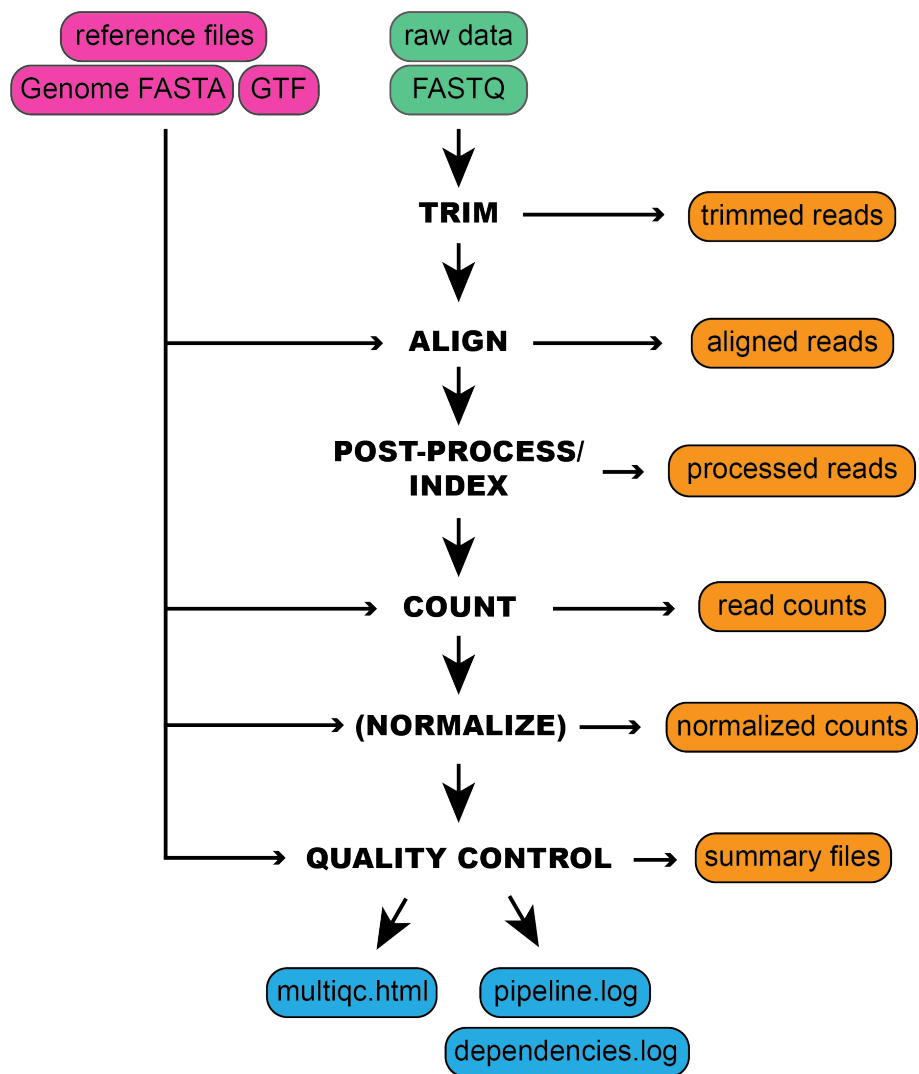 reference files
Genome FASTA
GTF
raw data
FASTQ
TRIM
trimmed reads
ALIGN
aligned reads
POST-PROCESS/
INDEX
processed reads
COUNT
read counts
(NORMALIZE)
normalized counts
QUALITY CONTROL
summary files
multiqc.html
pipeline.log
dependencies.log